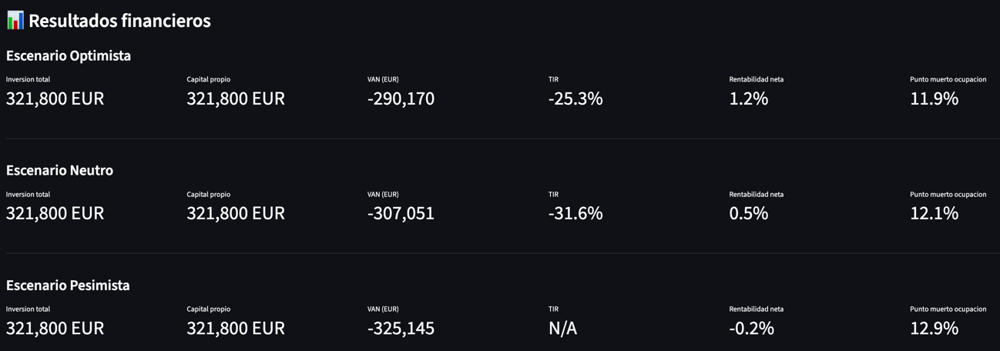 📊 Resultados financieros
Escenario Optimista
Inversion total Capital propio VAN (EUR) TIR Rentabilidad neta Punto muerto ocupacion
321,800 EUR 321,800 EUR -290,170 -25.3% 1.2% 11.9%
Escenario Neutro
Inversion total Capital propio VAN (EUR) TIR Rentabilidad neta Punto muerto ocupacion
321,800 EUR 321,800 EUR -307,051 -31.6% 0.5% 12.1%
Escenario Pesimista
Inversion total Capital propio VAN (EUR) TIR Rentabilidad neta Punto muerto ocupacion
321,800 EUR 321,800 EUR -325,145 N/A -0.2% 12.9%